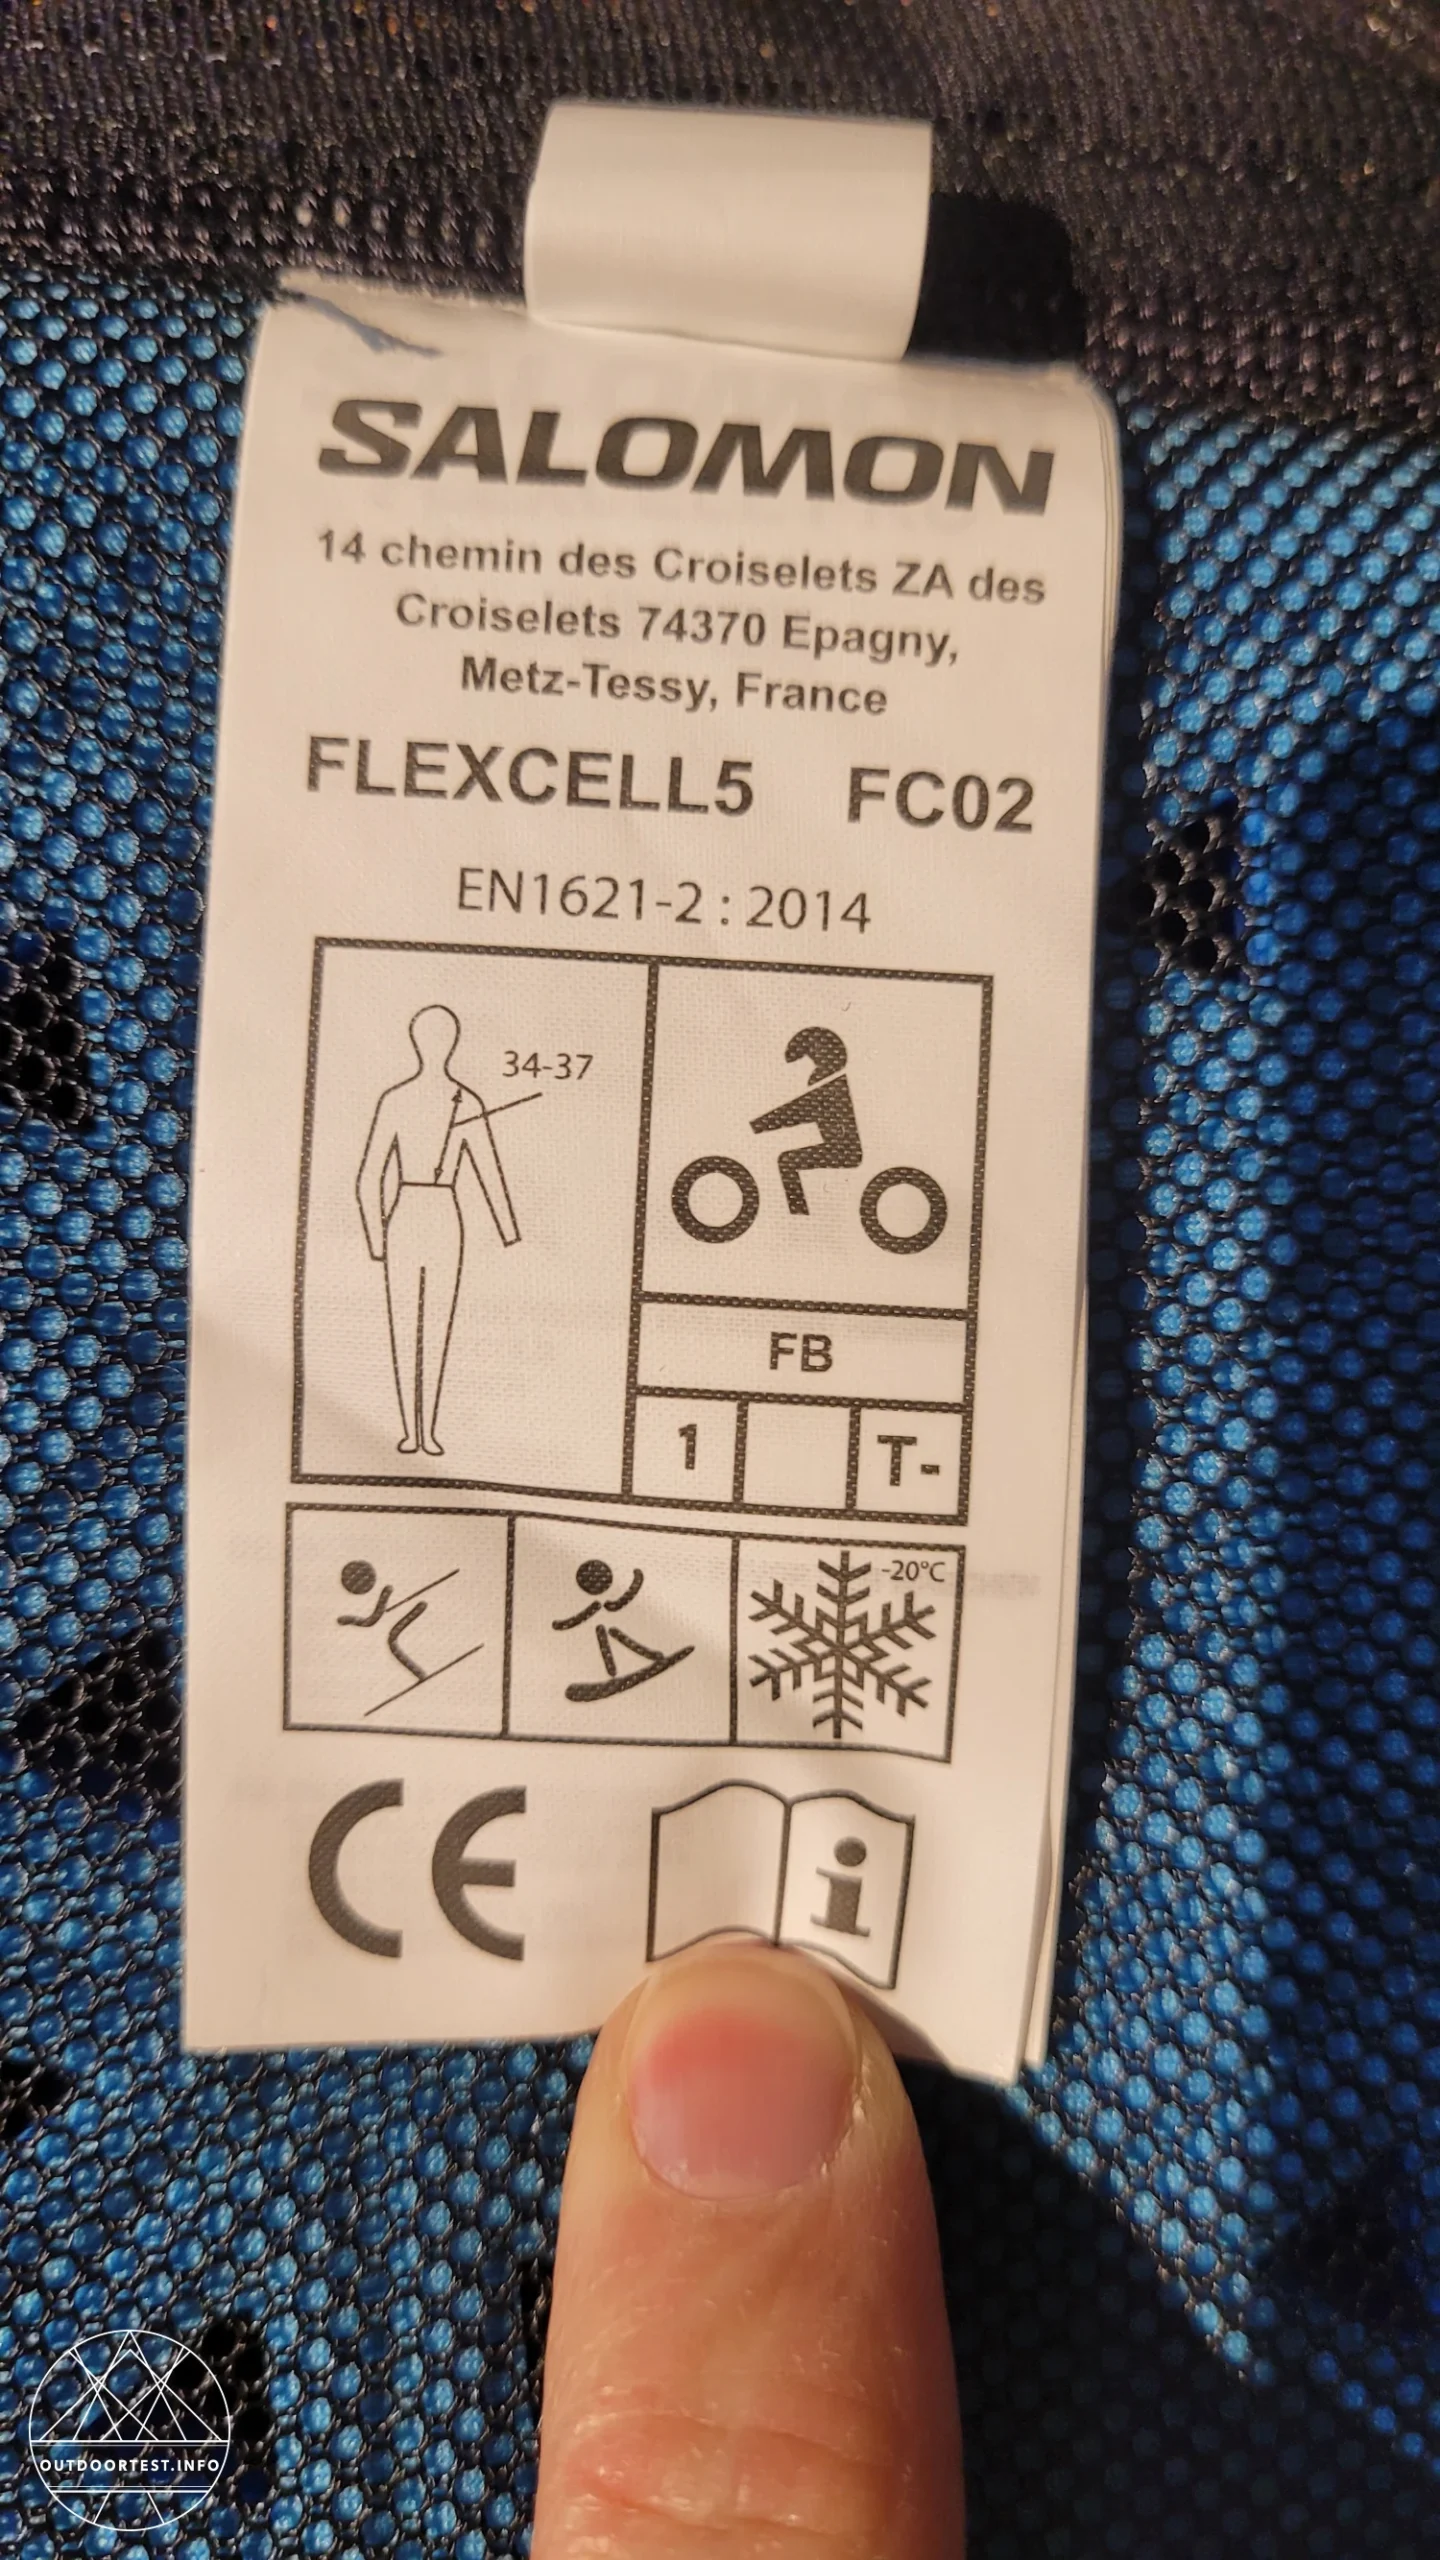 SALOMON
14 chemin des Croiselets ZA des
Croiselets 74370 Epagny,
Metz-Tessy, France
FLEXCELL5 FC02
EN1621-2 : 2014
34-37
FB
1 T-
-20°C
CE
i
OUTDOORTEST.INFO